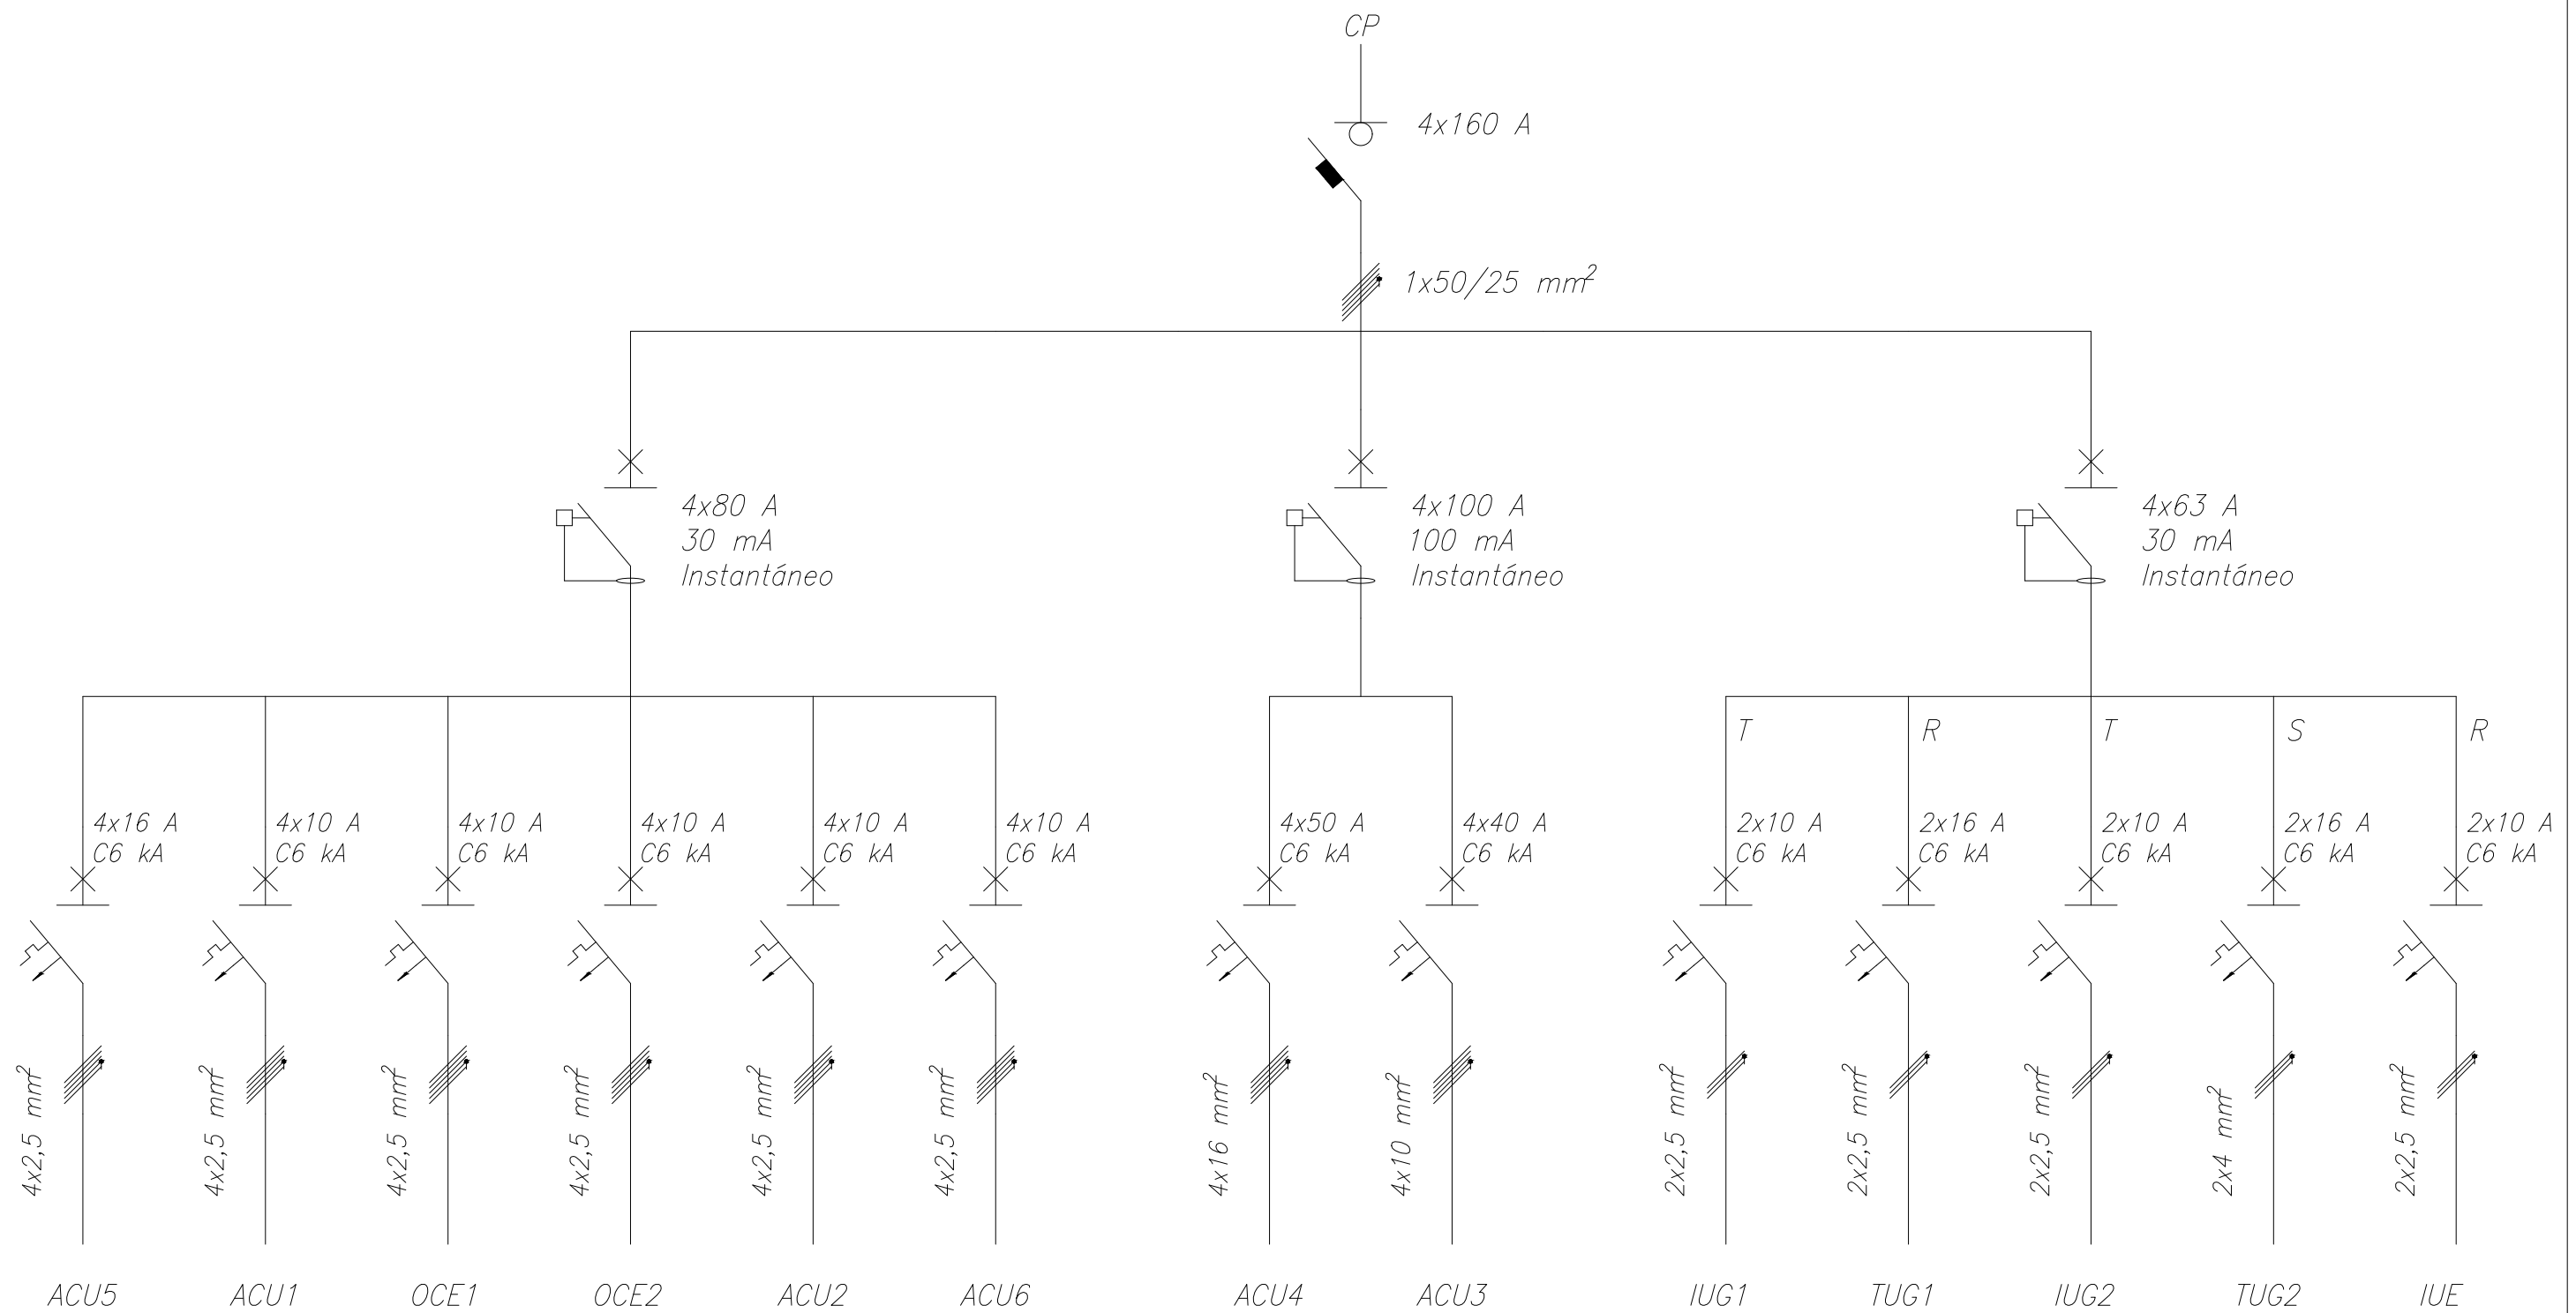 CP
4x160 A
1x50/25 mm²
4x80 A
30 mA
Instantáneo
4x100 A
100 mA
Instantáneo
4x63 A
30 mA
Instantáneo
T
R
T
S
R
4x16 A
C6 kA
4x10 A
C6 kA
4x10 A
C6 kA
4x10 A
C6 kA
4x10 A
C6 kA
4x10 A
C6 kA
4x50 A
C6 kA
4x40 A
C6 kA
2x10 A
C6 kA
2x16 A
C6 kA
2x10 A
C6 kA
2x16 A
C6 kA
2x10 A
C6 kA
4x2,5 mm²
4x2,5 mm²
4x2,5 mm²
4x2,5 mm²
4x2,5 mm²
4x2,5 mm²
4x16 mm²
4x10 mm²
2x2,5 mm²
2x2,5 mm²
2x2,5 mm²
2x4 mm²
2x2,5 mm²
ACU5
ACU1
OCE1
OCE2
ACU2
ACU6
ACU4
ACU3
IUG1
TUG1
IUG2
TUG2
IUE